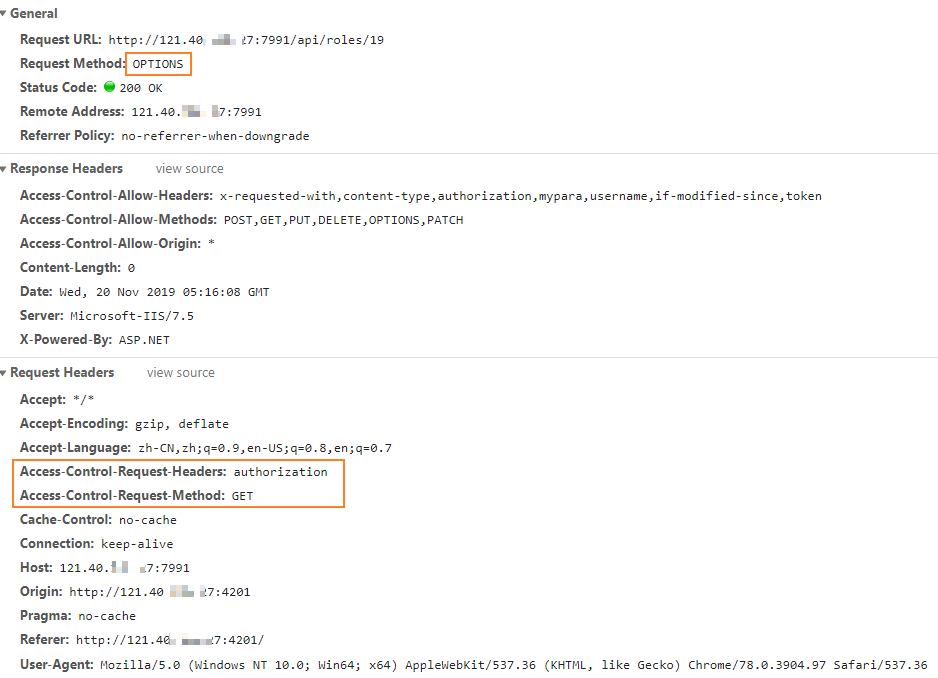 General
Request URL: http://121.40 7:7991/api/roles/19
Request Method: OPTIONS
Status Code: 200 OK
Remote Address: 121.40. 7:7991
Referrer Policy: no-referrer-when-downgrade
Response Headers view source
Access-Control-Allow-Headers: x-requested-with,content-type,authorization,mypara,username,if-modified-since,token
Access-Control-Allow-Methods: POST,GET,PUT,DELETE,OPTIONS,PATCH
Access-Control-Allow-Origin: *
Content-Length: 0
Date: Wed, 20 Nov 2019 05:16:08 GMT
Server: Microsoft-IIS/7.5
X-Powered-By: ASP.NET
Request Headers view source
Accept: */*
Accept-Encoding: gzip, deflate
Accept-Language: zh-CN,zh;q=0.9,en-US;q=0.8,en;q=0.7
Access-Control-Request-Headers: authorization
Access-Control-Request-Method: GET
Cache-Control: no-cache
Connection: keep-alive
Host: 121.40. 7:7991
Origin: http://121.40 7:4201
Pragma: no-cache
Referer: http://121.40 7:4201/
User-Agent: Mozilla/5.0 (Windows NT 10.0; Win64; x64) AppleWebKit/537.36 (KHTML, like Gecko) Chrome/78.0.3904.97 Safari/537.36